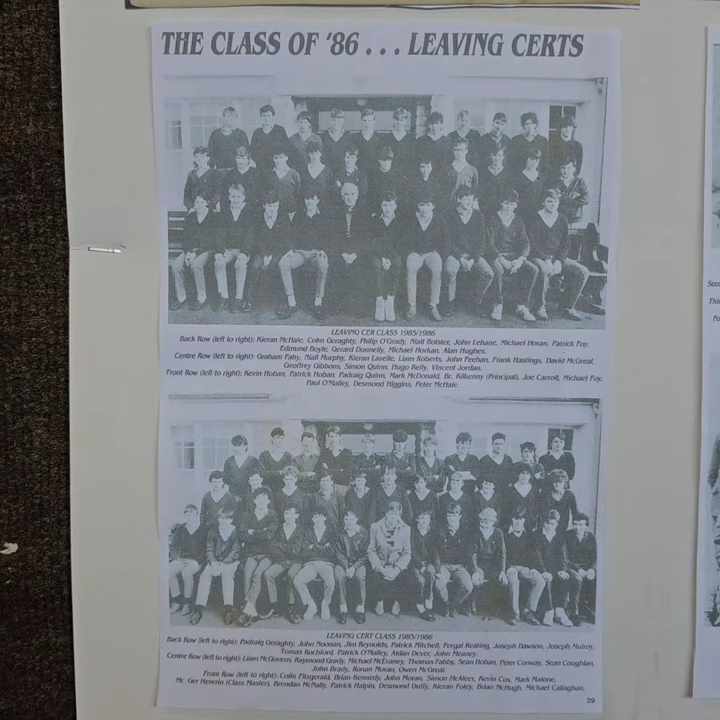 THE CLASS OF '86 . . . LEAVING CERTS
LEAVING CER CLASS 1985/1986
Back Row (left to right): Kieran McHale, Colm Geraghty, Philip O'Grady, Niall Bolster, John Lehane, Michael Horan, Patrick Foy,
Edmund Boyle, Gerard Donnelly, Michael Horkan, Alan Hughes.
Centre Row (left to right): Graham Fahy, Niall Murphy, Kieran Lavelle, Liam Roberts, John Feehan, Frank Hastings, David McGreal,
Geoffrey Gibbons, Simon Quinn, Hugo Kelly, Vincent Jordan.
Front Row (left to right): Kevin Hoban, Patrick Hoban, Padraig Quinn, Mark McDonald, Br. Kilkenny (Principal), Joe Carroll, Michael Foy,
Paul O'Malley, Desmond Higgins, Peter McHale.
LEAVING CERT CLASS 1985/1986
Back Row (left to right): Padraig Geraghty, John Noonan, Jim Reynolds, Patrick Mitchell, Fergal Keating, Joseph Dawson, Joseph Mulroy,
Tomas Rochford, Patrick O'Malley, Aidan Dever, John Meaney.
Centre Row (left to right): Liam McGovern, Raymond Grady, Michael McEvaney, Thomas Fabby, Sean Hoban, Peter Conway, Sean Coughlan,
John Brady, Ronan Moran, Owen McGreal.
Front Row (left to right): Colin Fitzgerald, Brian Kennedy, John Moran, Simon McAleer, Kevin Cox, Mark Malone,
Mr. Ger (Class Master), Brendan McNally, Patrick Halpin, Desmond Duffy, Kieran Foley, Brian McHugh, Michael Callaghan.
29